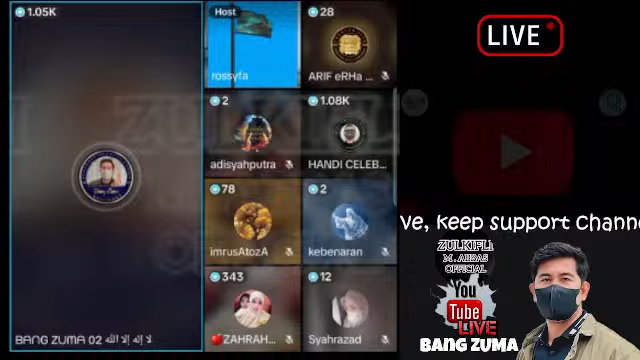 1.05K
Host
28
rossyfa
ARIF eRHa ...
2
1.08K
adisyahputra
HANDI CELEB...
78
2
imrusAtozA
kebenaran
343
12
ZAHRAH...
Syahrazad
BANG ZUMA 02 لا إله إلا الله
LIVE
ve, keep support channe
ZULKIFLI
M. ABBAS
OFFICIAL
You
Tube
LIVE
BANG ZUMA
ZULKIFLI